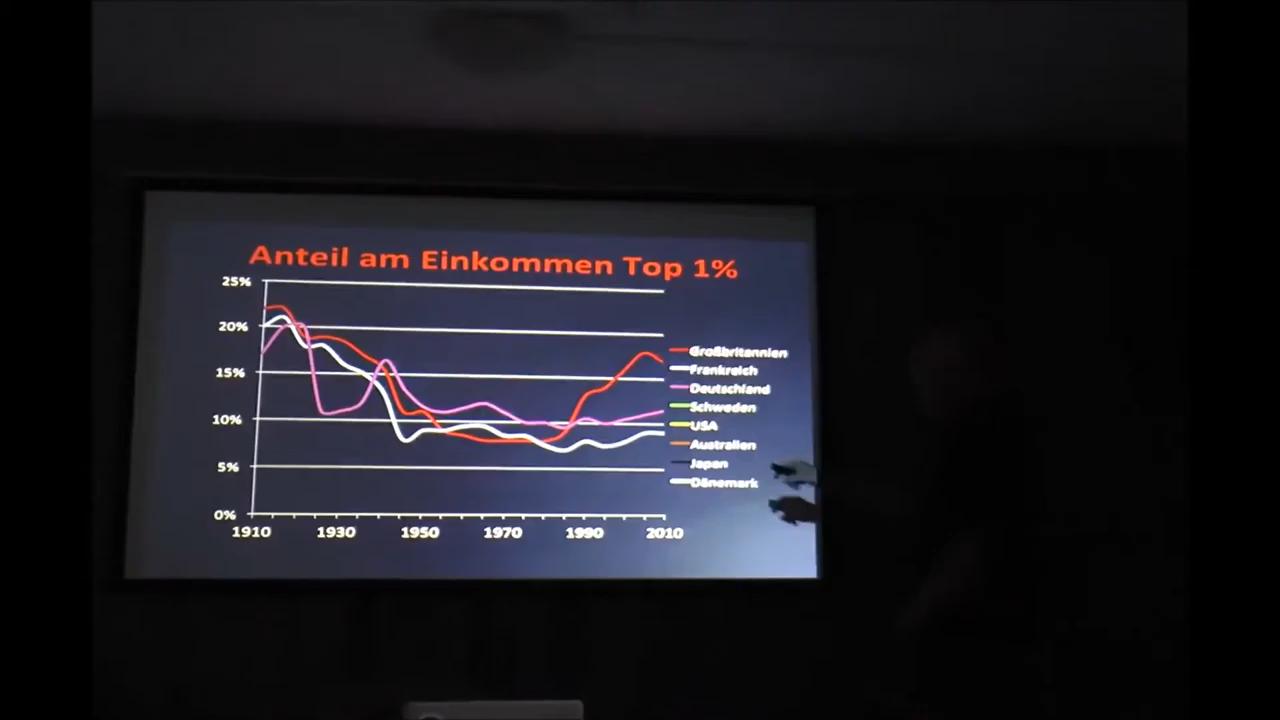 Anteil am Einkommen Top 1%
25%
20%
15%
10%
5%
0%
1910 1930 1950 1970 1990 2010
Großbritannien
Frankreich
Deutschland
Schweden
USA
Australien
Japan
Dänemark